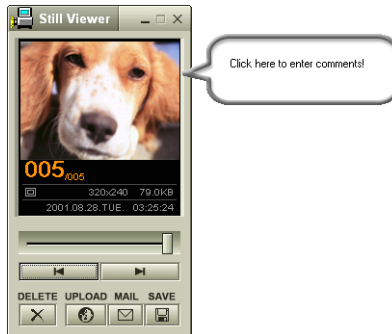 Still Viewer
Click here to enter comments!
005/005
320x240 79.0KB
2001.08.28.TUE. 03:25:24
DELETE UPLOAD MAIL SAVE